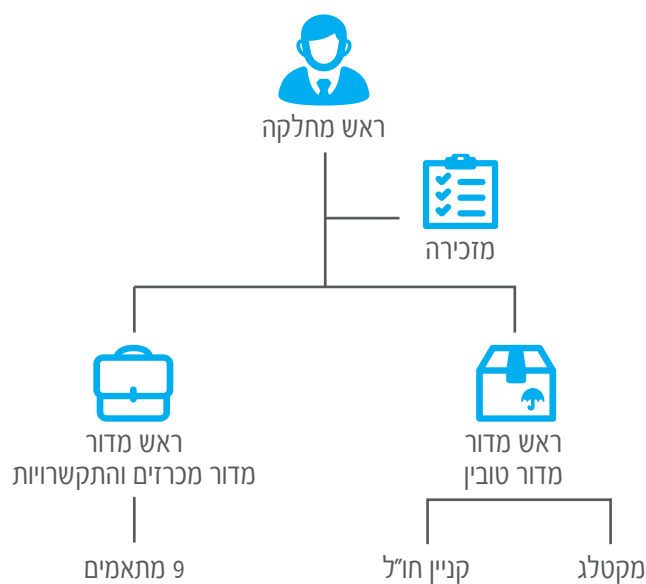 ראש מחלקה
מזכירה
ראש מדור
מדור טובין
ראש מדור
מדור מכרזים והתקשרויות
מקטלג
קניין חו״ל
9 מתאמים